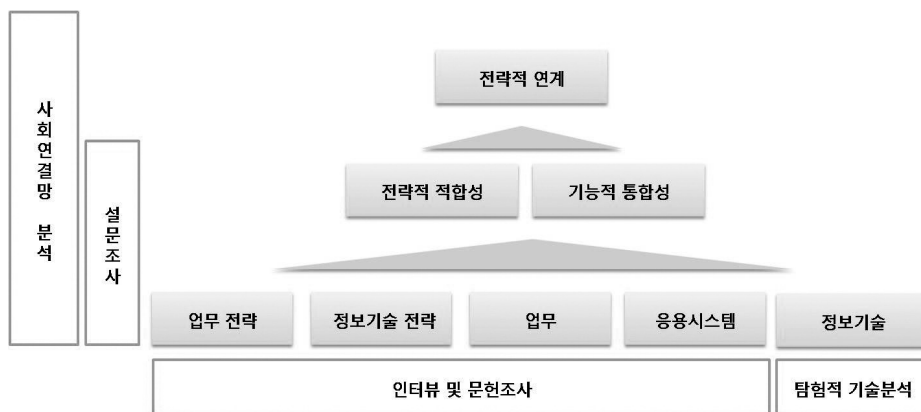 사회연결망 분석
설문조사
전략적 연계
전략적 적합성
기능적 통합성
업무 전략
정보기술 전략
업무
응용시스템
정보기술
인터뷰 및 문헌조사
탐험적 기술분석